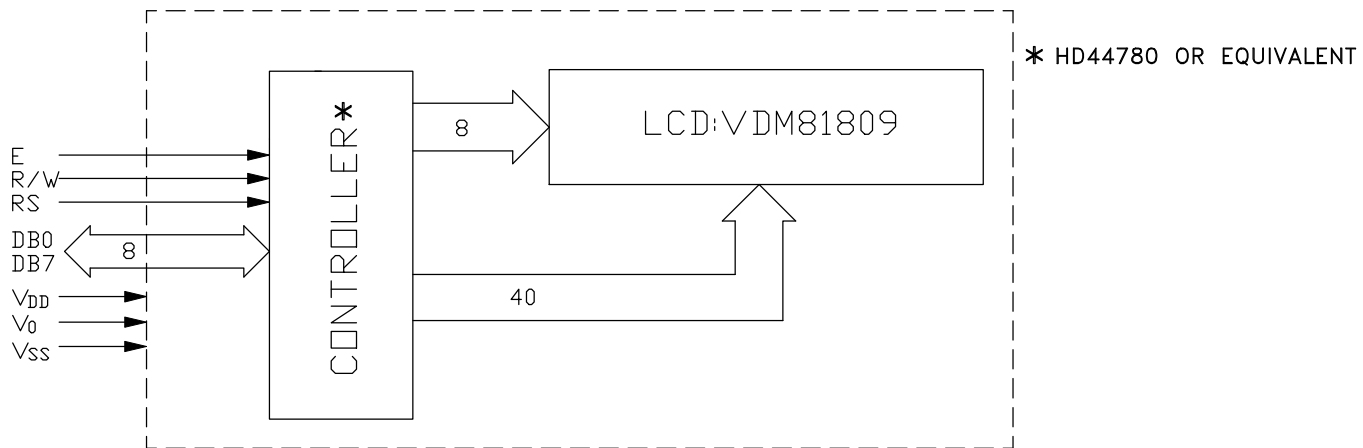 * HD44780 OR EQUIVALENT
LCD:VDM81809
CONTROLLER*
8
E
R/W
RS
DB0
DB7
8
40
VDD
V0
VSS